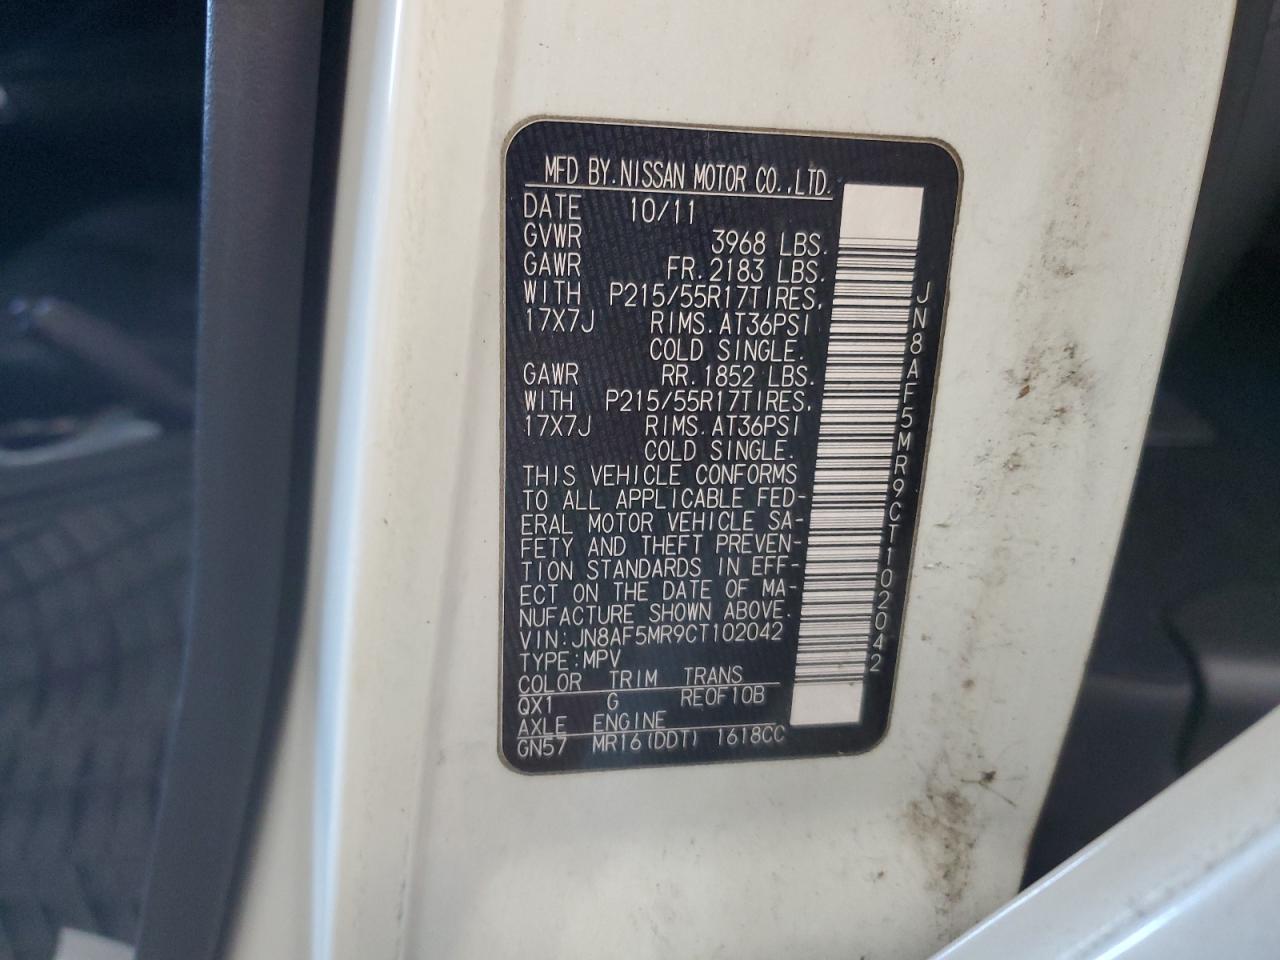 MFD BY.NISSAN MOTOR CO.,LTD.
DATE 10/11
GVWR 3968 LBS.
GAWR FR.2183 LBS.
WITH P215/55R17TIRES,
17X7J RIMS.AT36PSI
COLD SINGLE.
GAWR RR.1852 LBS.
WITH P215/55R17TIRES,
17X7J RIMS.AT36PSI
COLD SINGLE.
THIS VEHICLE CONFORMS
TO ALL APPLICABLE FED-
ERAL MOTOR VEHICLE SA-
FETY AND THEFT PREVEN-
TION STANDARDS IN EFF-
ECT ON THE DATE OF MA-
NUFACTURE SHOWN ABOVE.
VIN:JN8AF5MR9CT102042
TYPE:MPV
COLOR TRIM TRANS
QX1 G RE0F10B
AXLE ENGINE
GN57 MR16(DDT) 1618CC
JN8AF5MR9CT102042